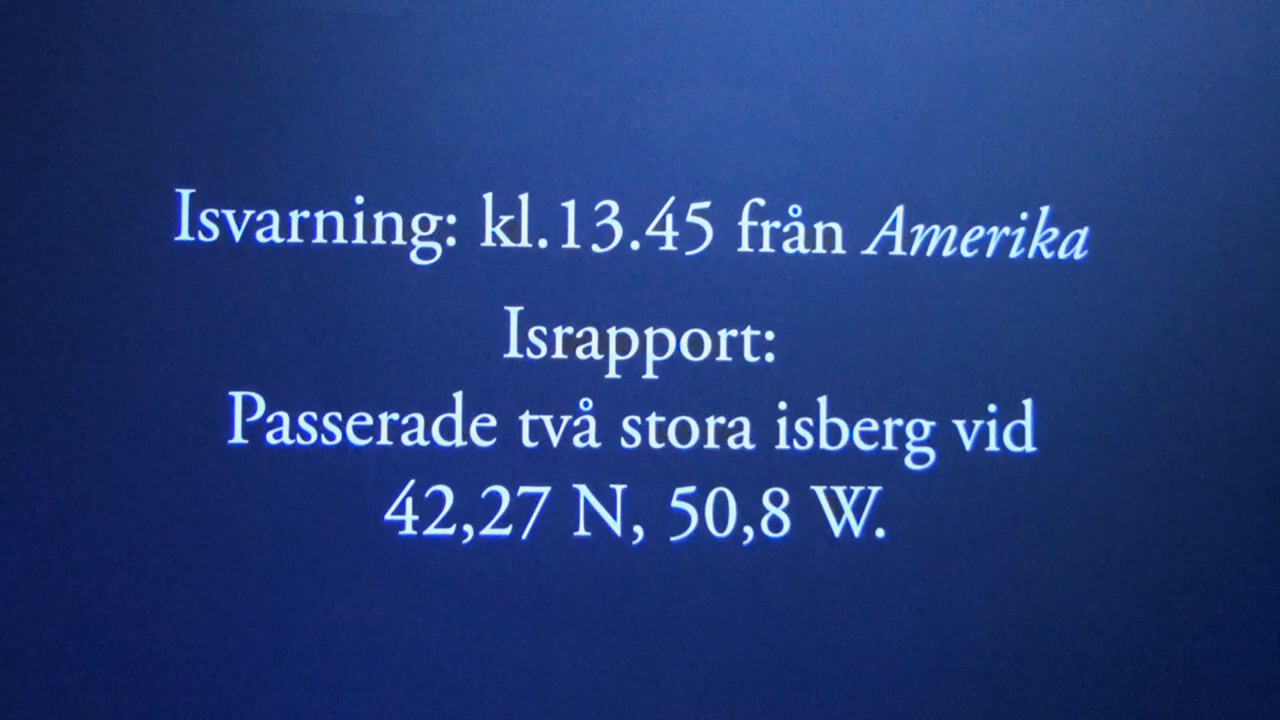 Isvarning: kl.13.45 från Amerika
Israpport:
Passerade två stora isberg vid
42,27 N, 50,8 W.